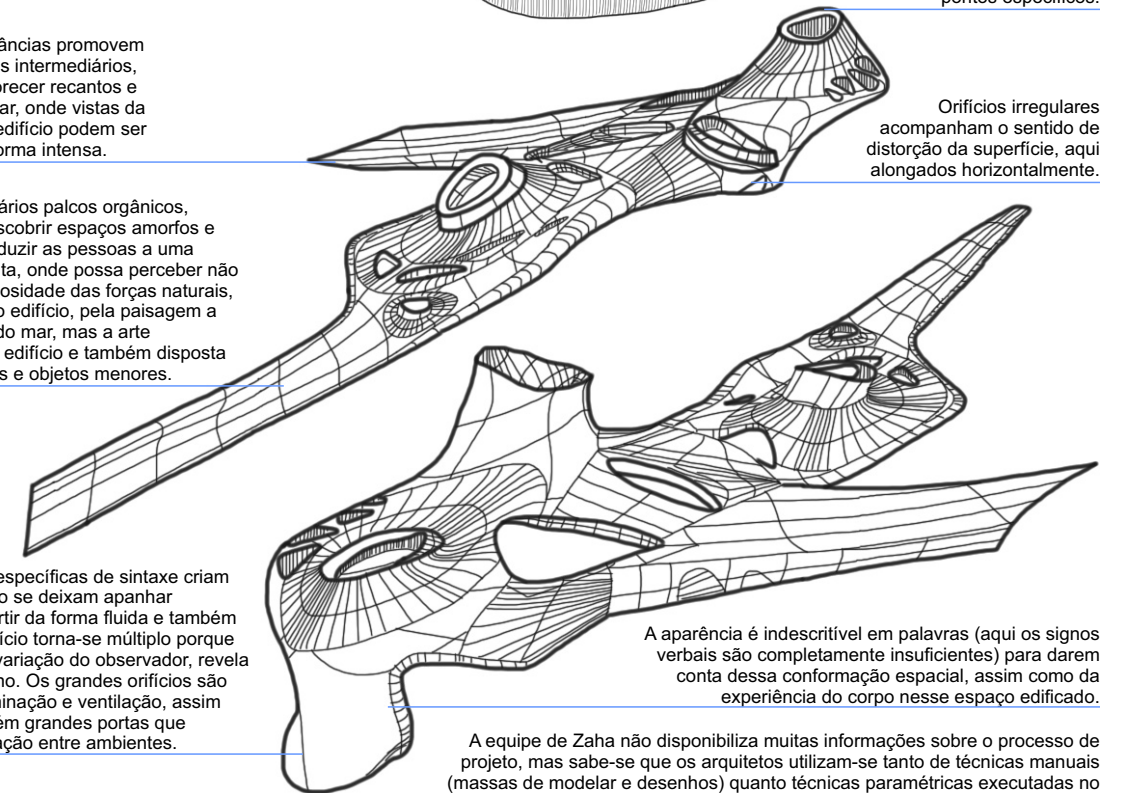 pontos específicos.
âncias promovem
s intermediários,
recer recantos e
ar, onde vistas da
edifício podem ser
orma intensa.
Orifícios irregulares
acompanham o sentido de
distorção da superfície, aqui
alongados horizontalmente.
ários palcos orgânicos,
scobrir espaços amorfos e
duzir as pessoas a uma
ta, onde possa perceber não
osidade das forças naturais,
o edifício, pela paisagem a
do mar, mas a arte
edifício e também disposta
s e objetos menores.
específicas de sintaxe criam
o se deixam apanhar
rtir da forma fluida e também
ício torna-se múltiplo porque
variação do observador, revela
no. Os grandes orifícios são
minação e ventilação, assim
ém grandes portas que
ação entre ambientes.
A aparência é indescritível em palavras (aqui os signos
verbais são completamente insuficientes) para darem
conta dessa conformação espacial, assim como da
experiência do corpo nesse espaço edificado.
A equipe de Zaha não disponibiliza muitas informações sobre o processo de
projeto, mas sabe-se que os arquitetos utilizam-se tanto de técnicas manuais
(massas de modelar e desenhos) quanto técnicas paramétricas executadas no